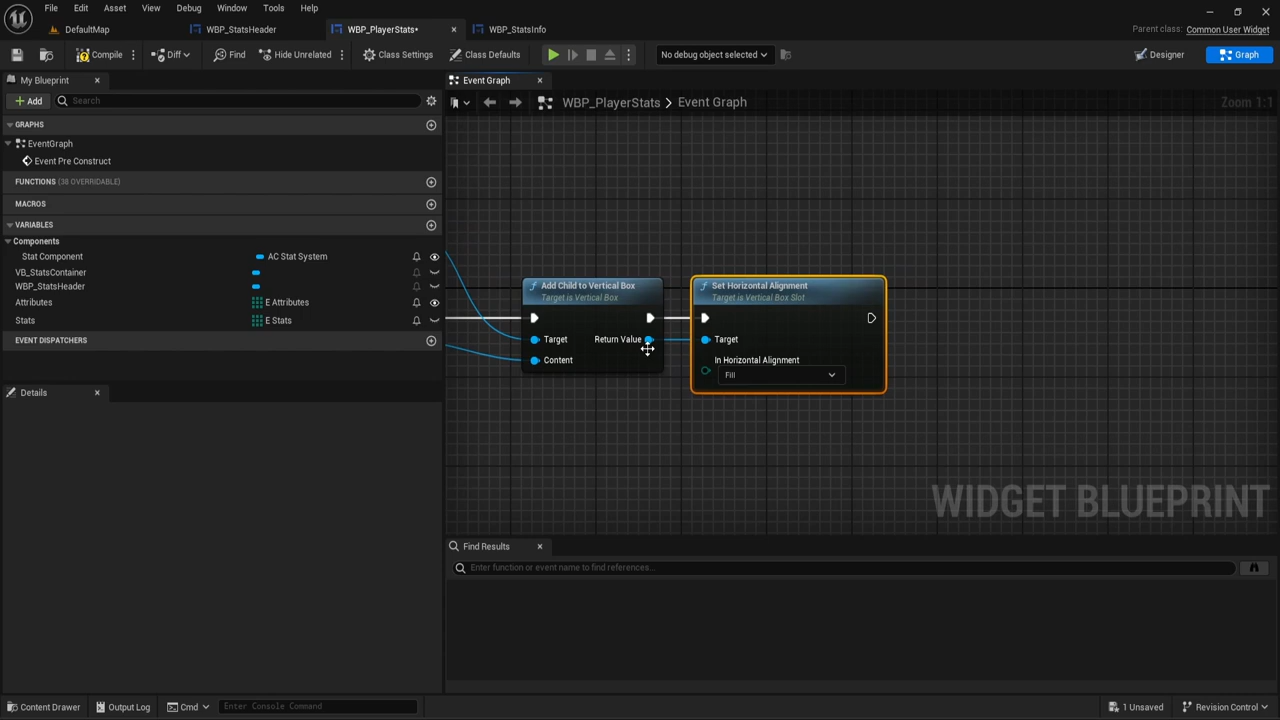 File Edit Asset View Debug Window Tools Help
DefaultMap WBP_StatsHeader WBP_PlayerStats• WBP_StatsInfo Parent class: Common User Widget
Compile Diff Find Hide Unrelated Class Settings Class Defaults No debug object selected Designer Graph
My Blueprint Event Graph
Add Search WBP_PlayerStats > Event Graph Zoom 1:1
GRAPHS
EventGraph
Event Pre Construct
FUNCTIONS (38 OVERRIDABLE)
MACROS
VARIABLES
Components
Stat Component AC Stat System
VB_StatsContainer
WBP_StatsHeader
Attributes E Attributes
Stats E Stats
EVENT DISPATCHERS
Details
Add Child to Vertical Box
Target is Vertical Box
Target Return Value
Content
Set Horizontal Alignment
Target is Vertical Box Slot
Target
In Horizontal Alignment
Fill
WIDGET BLUEPRINT
Find Results
Enter function or event name to find references...
Content Drawer Output Log Cmd Enter Console Command 1 Unsaved Revision Control